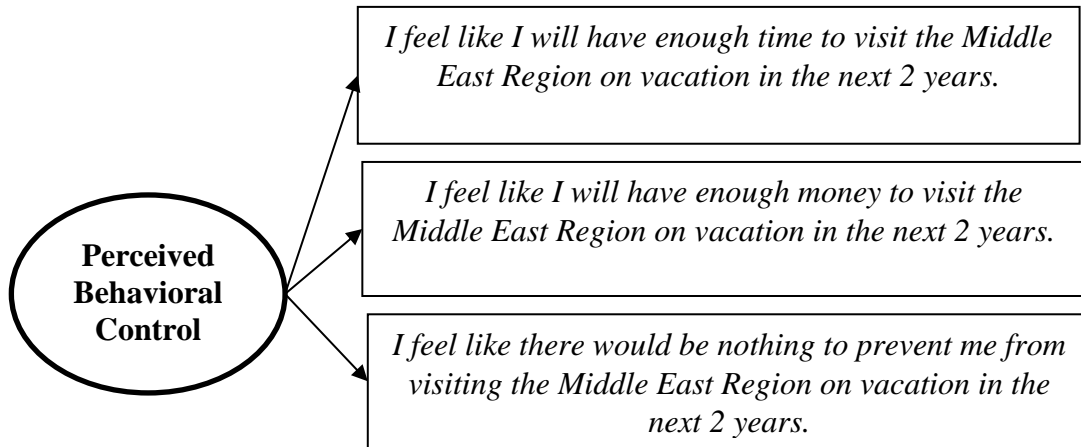 I feel like I will have enough time to visit the Middle
East Region on vacation in the next 2 years.
I feel like I will have enough money to visit the
Middle East Region on vacation in the next 2 years.
Perceived
Behavioral
Control
I feel like there would be nothing to prevent me from
visiting the Middle East Region on vacation in the
next 2 years.